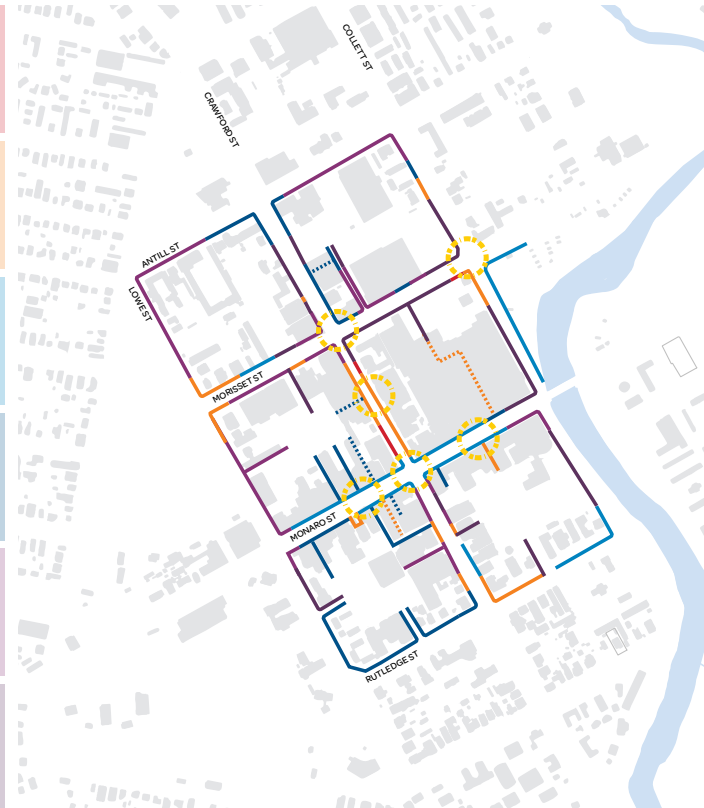 COLLETT ST
CRAWFORD ST
ANTILL ST
LOWE ST
MORISSET ST
MONARO ST
RUTLEDGE ST